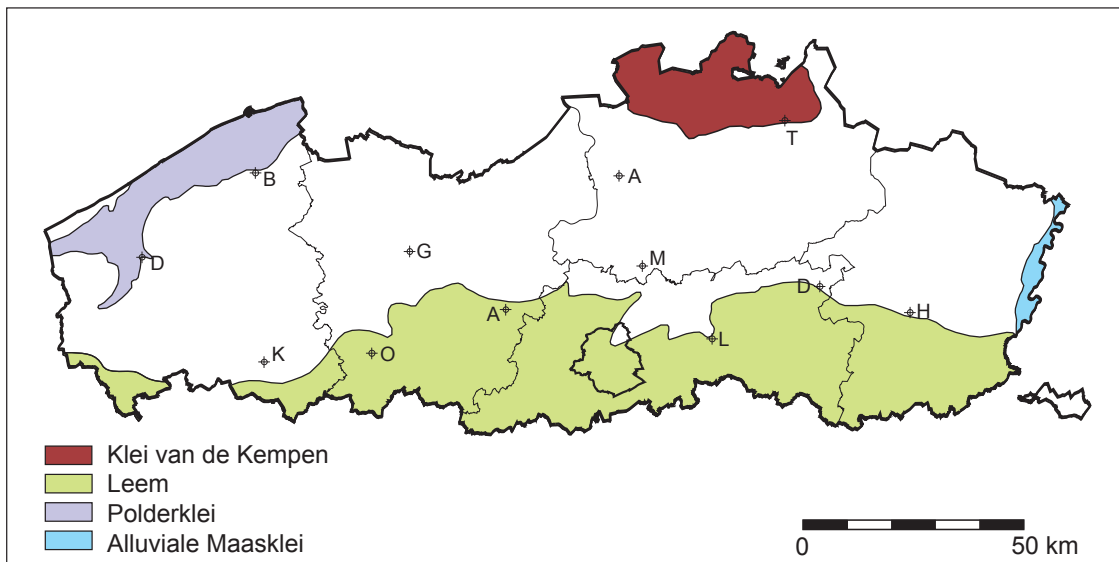 T
A
B
G
M
D
D
A
H
L
K
O
Klei van de Kempen
Leem
Polderklei
Alluviale Maasklei
0 50 km